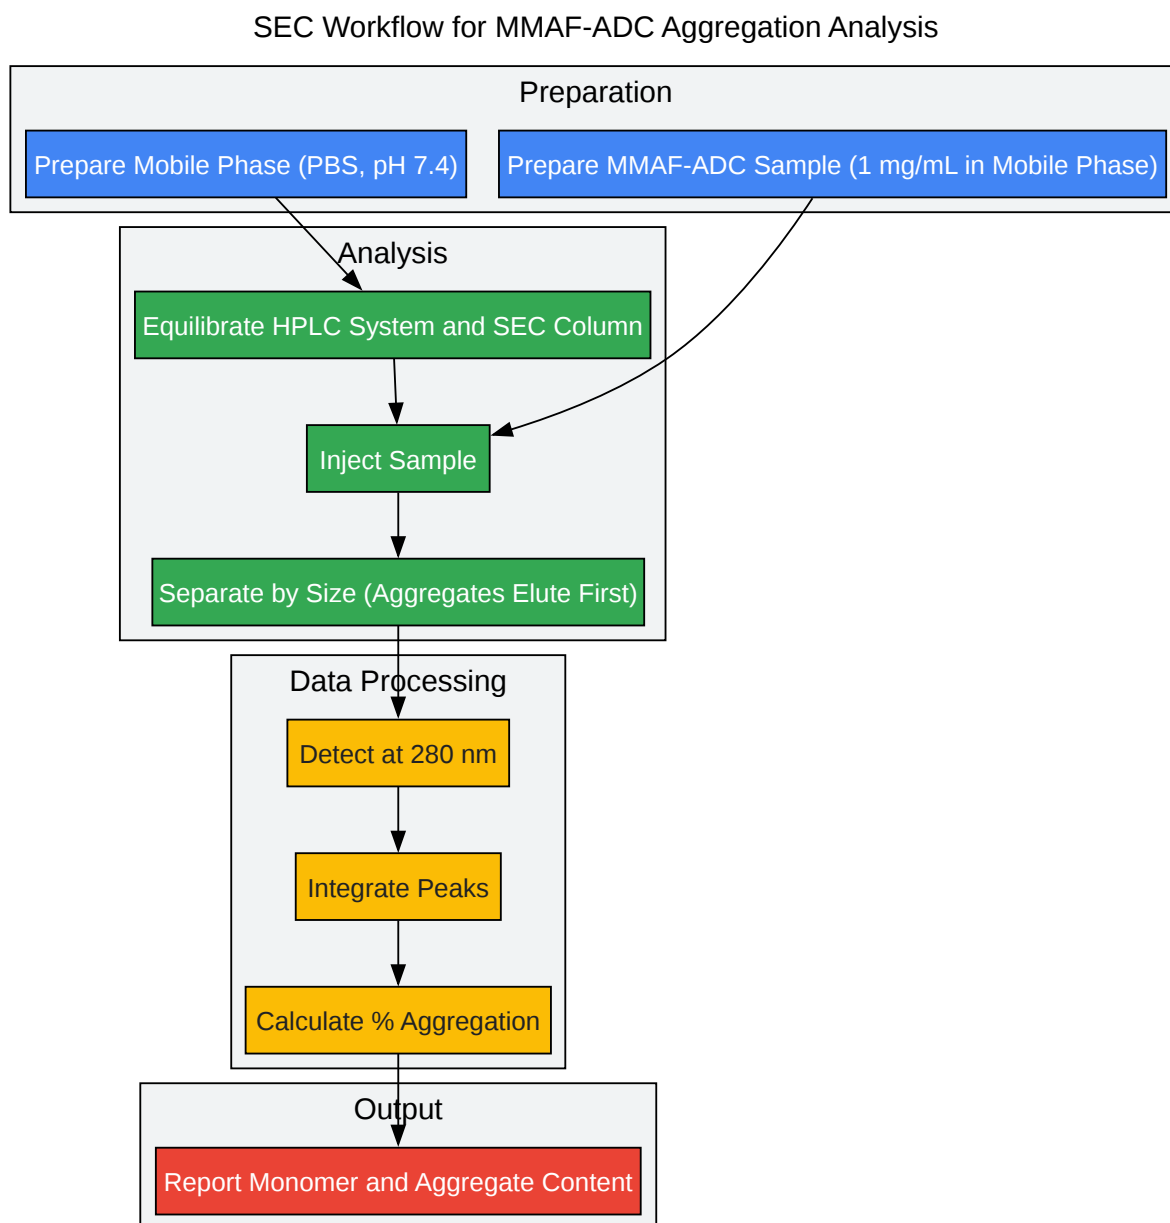 SEC Workflow for MMAF-ADC Aggregation Analysis
Preparation
Prepare Mobile Phase (PBS, pH 7.4)
Prepare MMAF-ADC Sample (1 mg/mL in Mobile Phase)
Analysis
Equilibrate HPLC System and SEC Column
Inject Sample
Separate by Size (Aggregates Elute First)
Data Processing
Detect at 280 nm
Integrate Peaks
Calculate % Aggregation
Output
Report Monomer and Aggregate Content